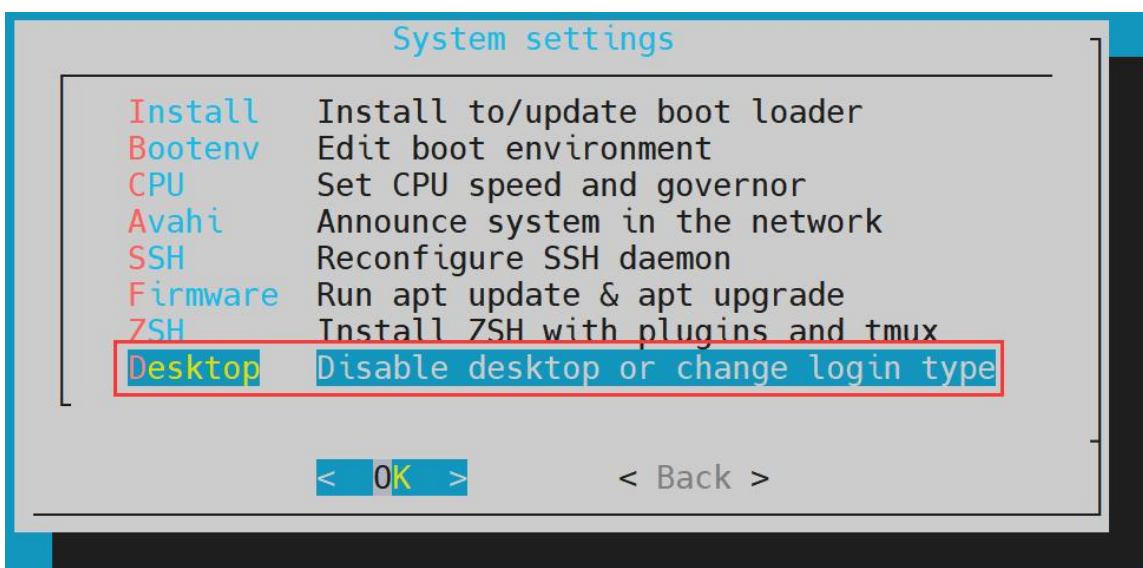 System settings
Install Install to/update boot loader
Bootenv Edit boot environment
CPU Set CPU speed and governor
Avahi Announce system in the network
SSH Reconfigure SSH daemon
Firmware Run apt update & apt upgrade
ZSH Install ZSH with plugins and tmux
Desktop Disable desktop or change login type
< OK > < Back >